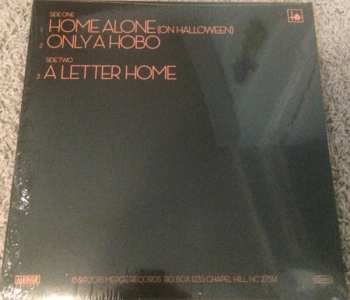 SIDE ONE
1. HOME ALONE (ON HALLOWEEN)
2. ONLY A HOBO
SIDE TWO
3. A LETTER HOME
MERGE RECORDS P.O. BOX 1235 CHAPEL HILL, NC 27514